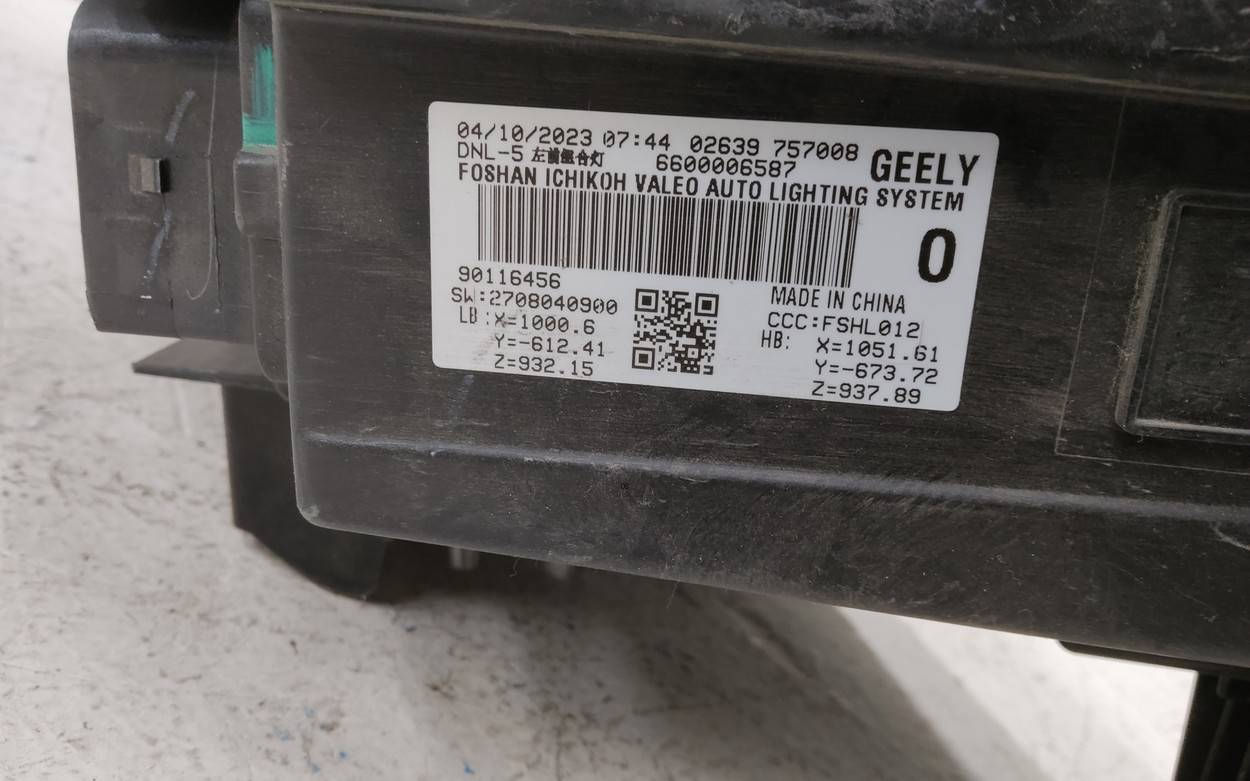 04/10/2023 07:44 02639 757008
DNL-5 左前组合灯 6600006587
GEELY
FOSHAN ICHIKOH VALEO AUTO LIGHTING SYSTEM
0
90116456
SW:2708040900
LB:X=1000.6
Y=-612.41
Z=932.15
MADE IN CHINA
CCC:FSHL012
HB: X=1051.61
Y=-673.72
Z=937.89